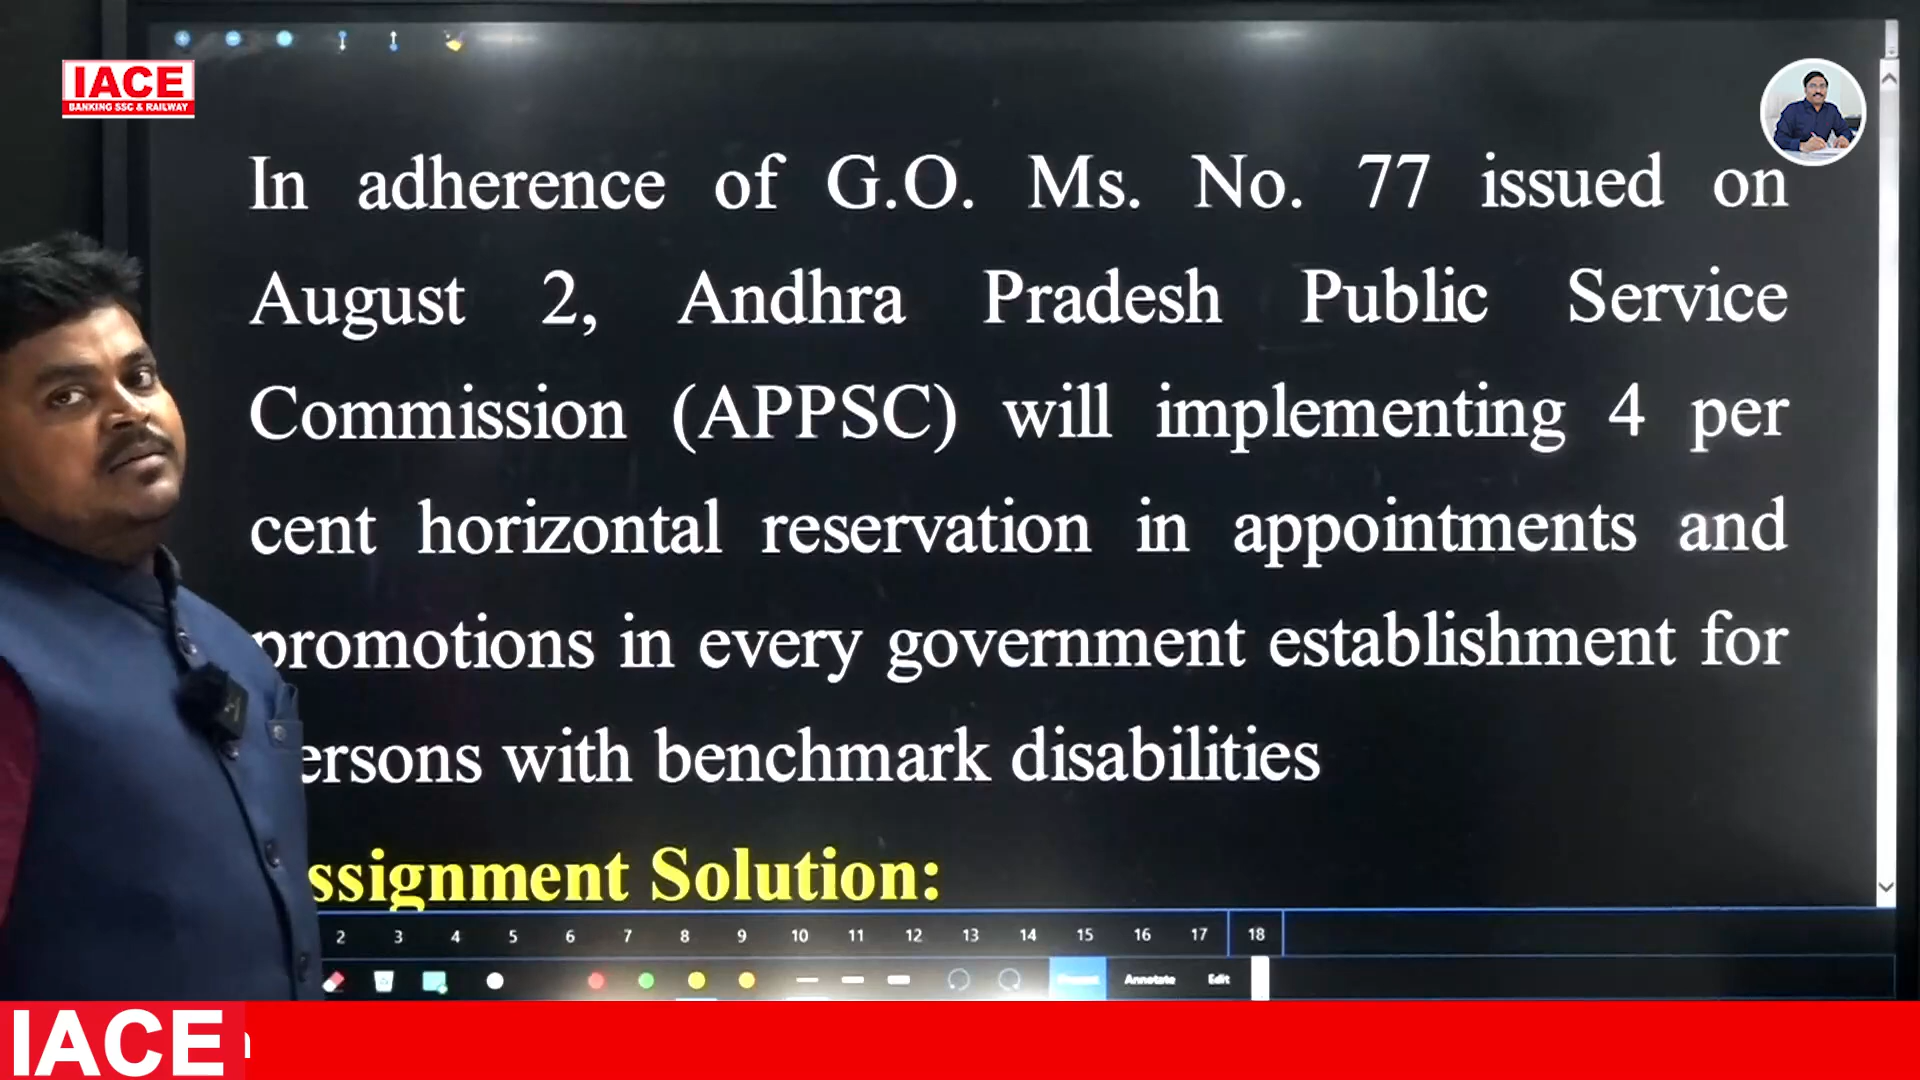 IACE
BANKING SSC & RAILWAY
In adherence of G.O. Ms. No. 77 issued on
August 2, Andhra Pradesh Public Service
Commission (APPSC) will implementing 4 per
cent horizontal reservation in appointments and
promotions in every government establishment for
ersons with benchmark disabilities
ssignment Solution:
2 3 4 5 6 7 8 9 10 11 12 13 14 15 16 17 18
Annotate Edit
IACE